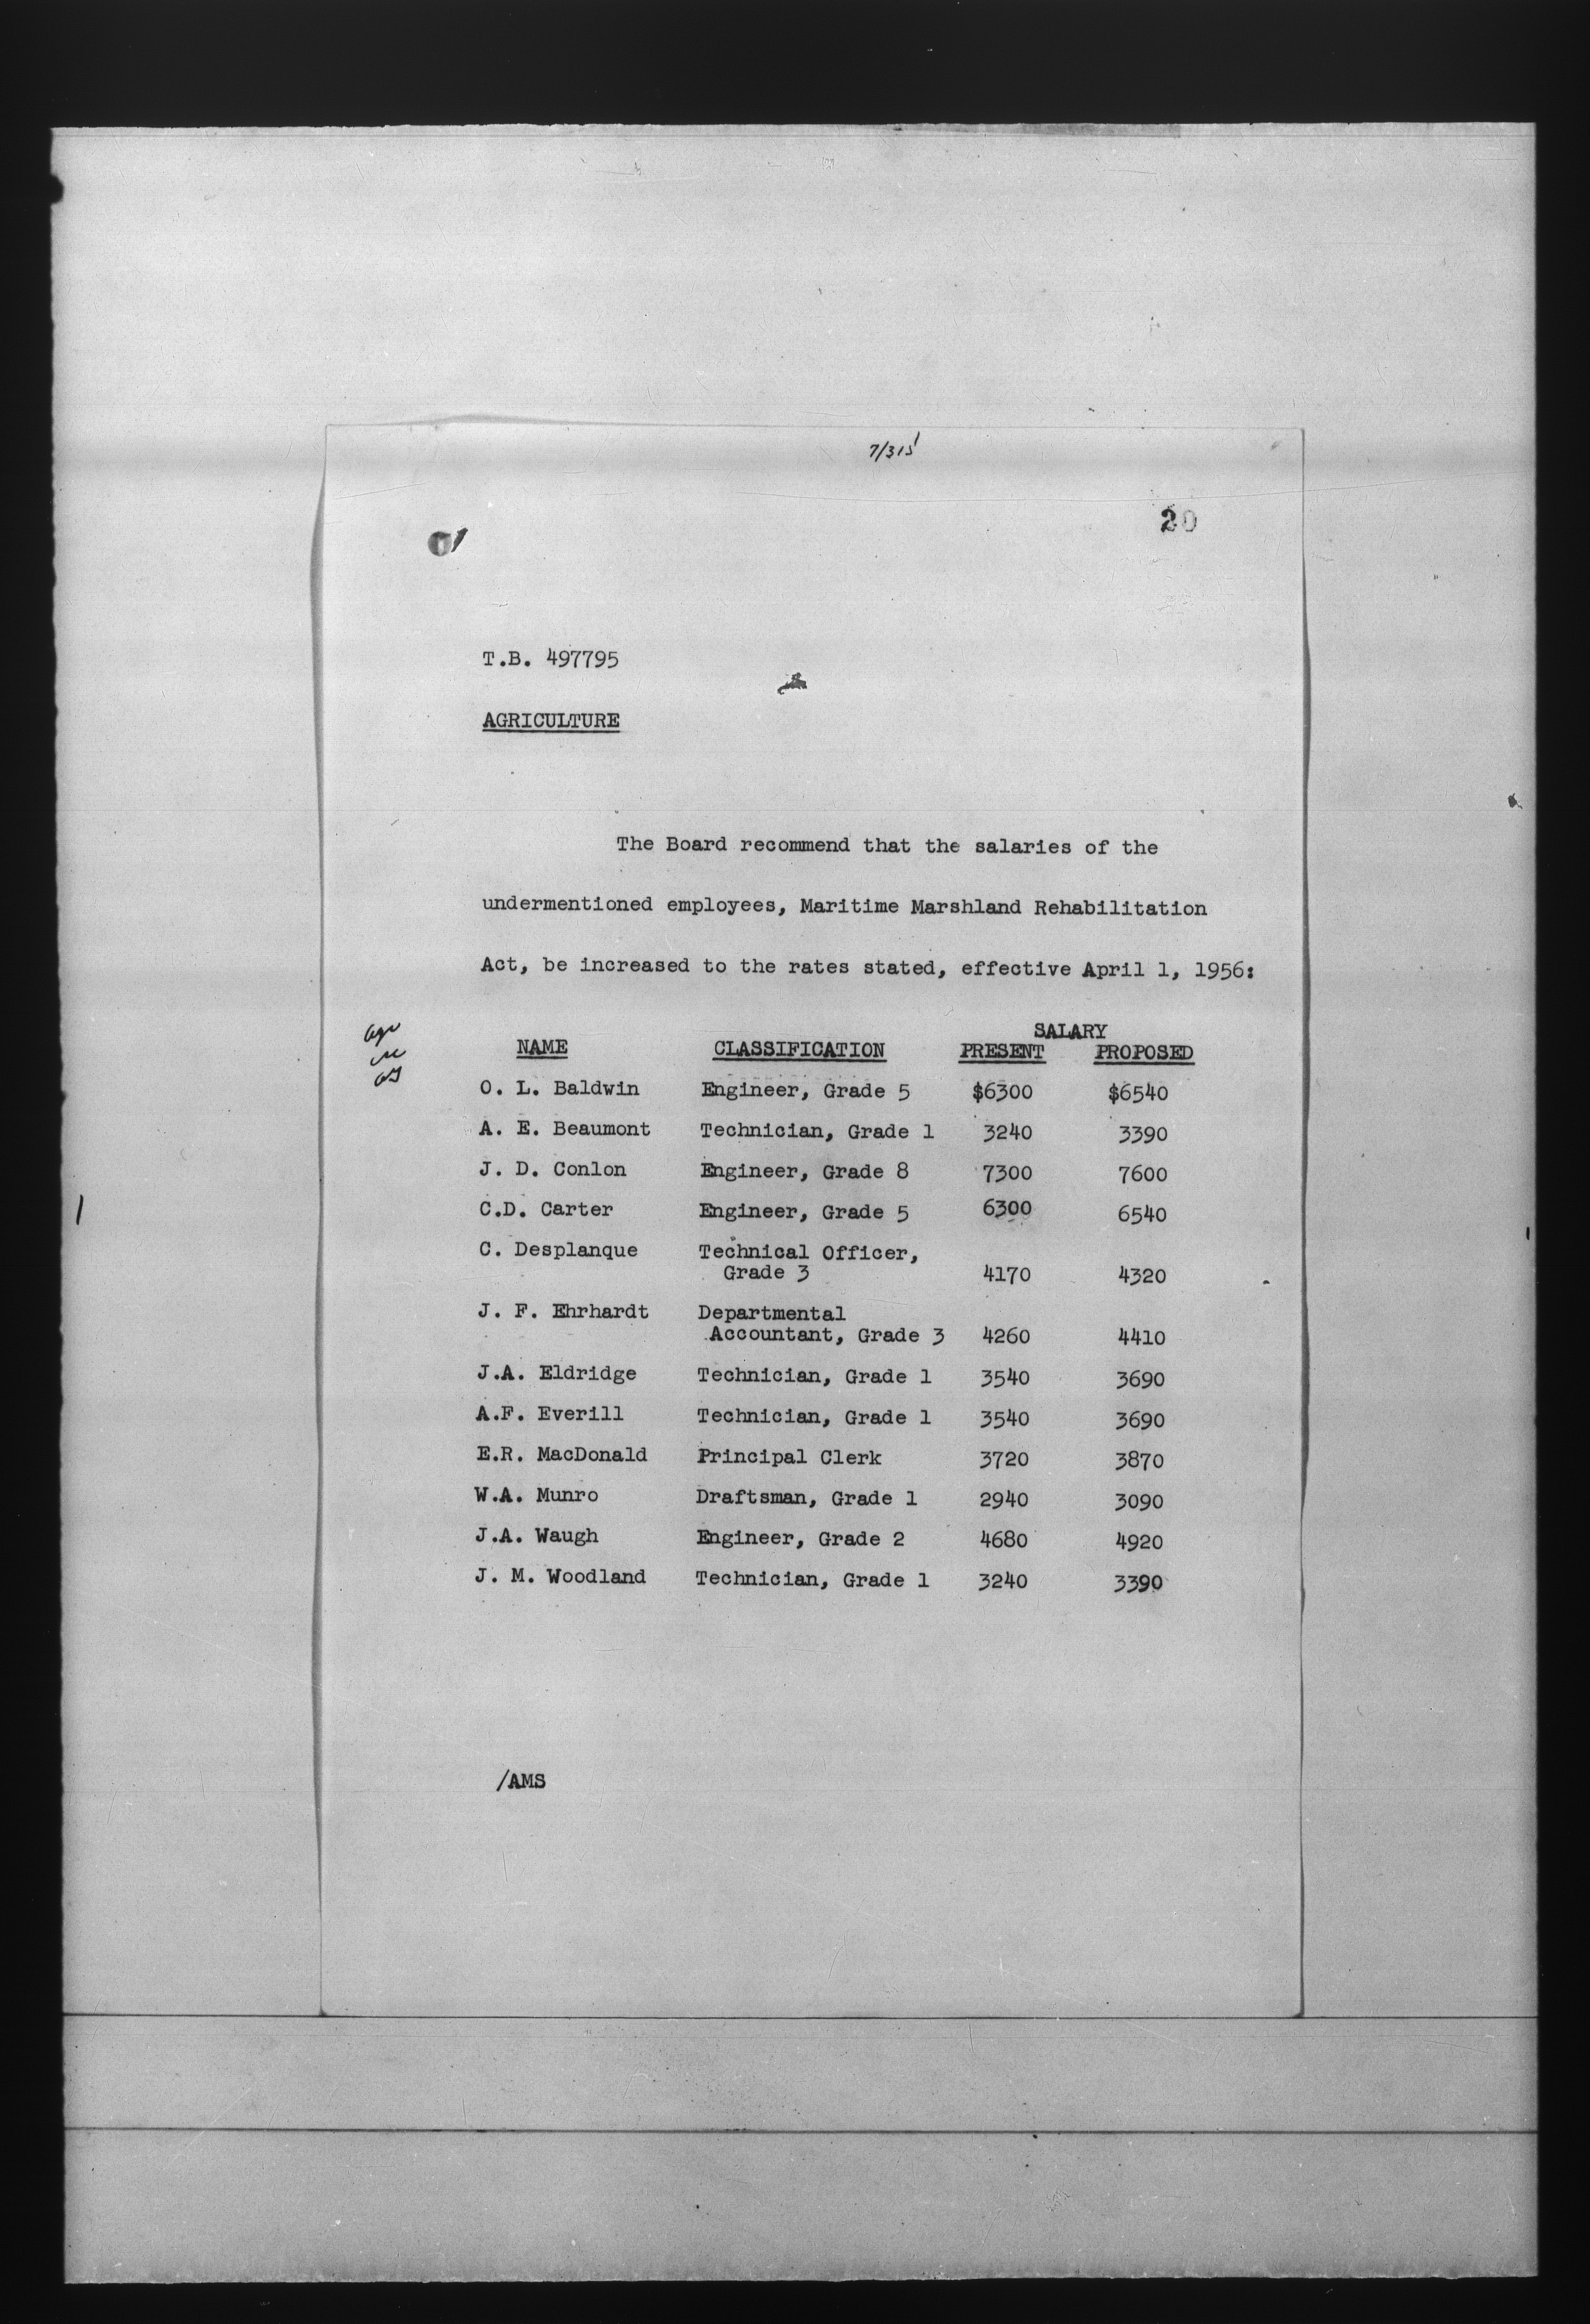 7/315
20
T.B. 497795
AGRICULTURE
The Board recommend that the salaries of the
undermentioned employees, Maritime Marshland Rehabilitation
Act, be increased to the rates stated, effective April 1, 1956:
SALARY
NAME CLASSIFICATION PRESENT PROPOSED
O. L. Baldwin Engineer, Grade 5 $6300 $6540
A. E. Beaumont Technician, Grade 1 3240 3390
J. D. Conlon Engineer, Grade 8 7300 7600
C.D. Carter Engineer, Grade 5 6300 6540
C. Desplanque Technical Officer,
Grade 3 4170 4320
J. F. Ehrhardt Departmental
Accountant, Grade 3 4260 4410
J.A. Eldridge Technician, Grade 1 3540 3690
A.F. Everill Technician, Grade 1 3540 3690
E.R. MacDonald Principal Clerk 3720 3870
W.A. Munro Draftsman, Grade 1 2940 3090
J.A. Waugh Engineer, Grade 2 4680 4920
J. M. Woodland Technician, Grade 1 3240 3390
/AMS